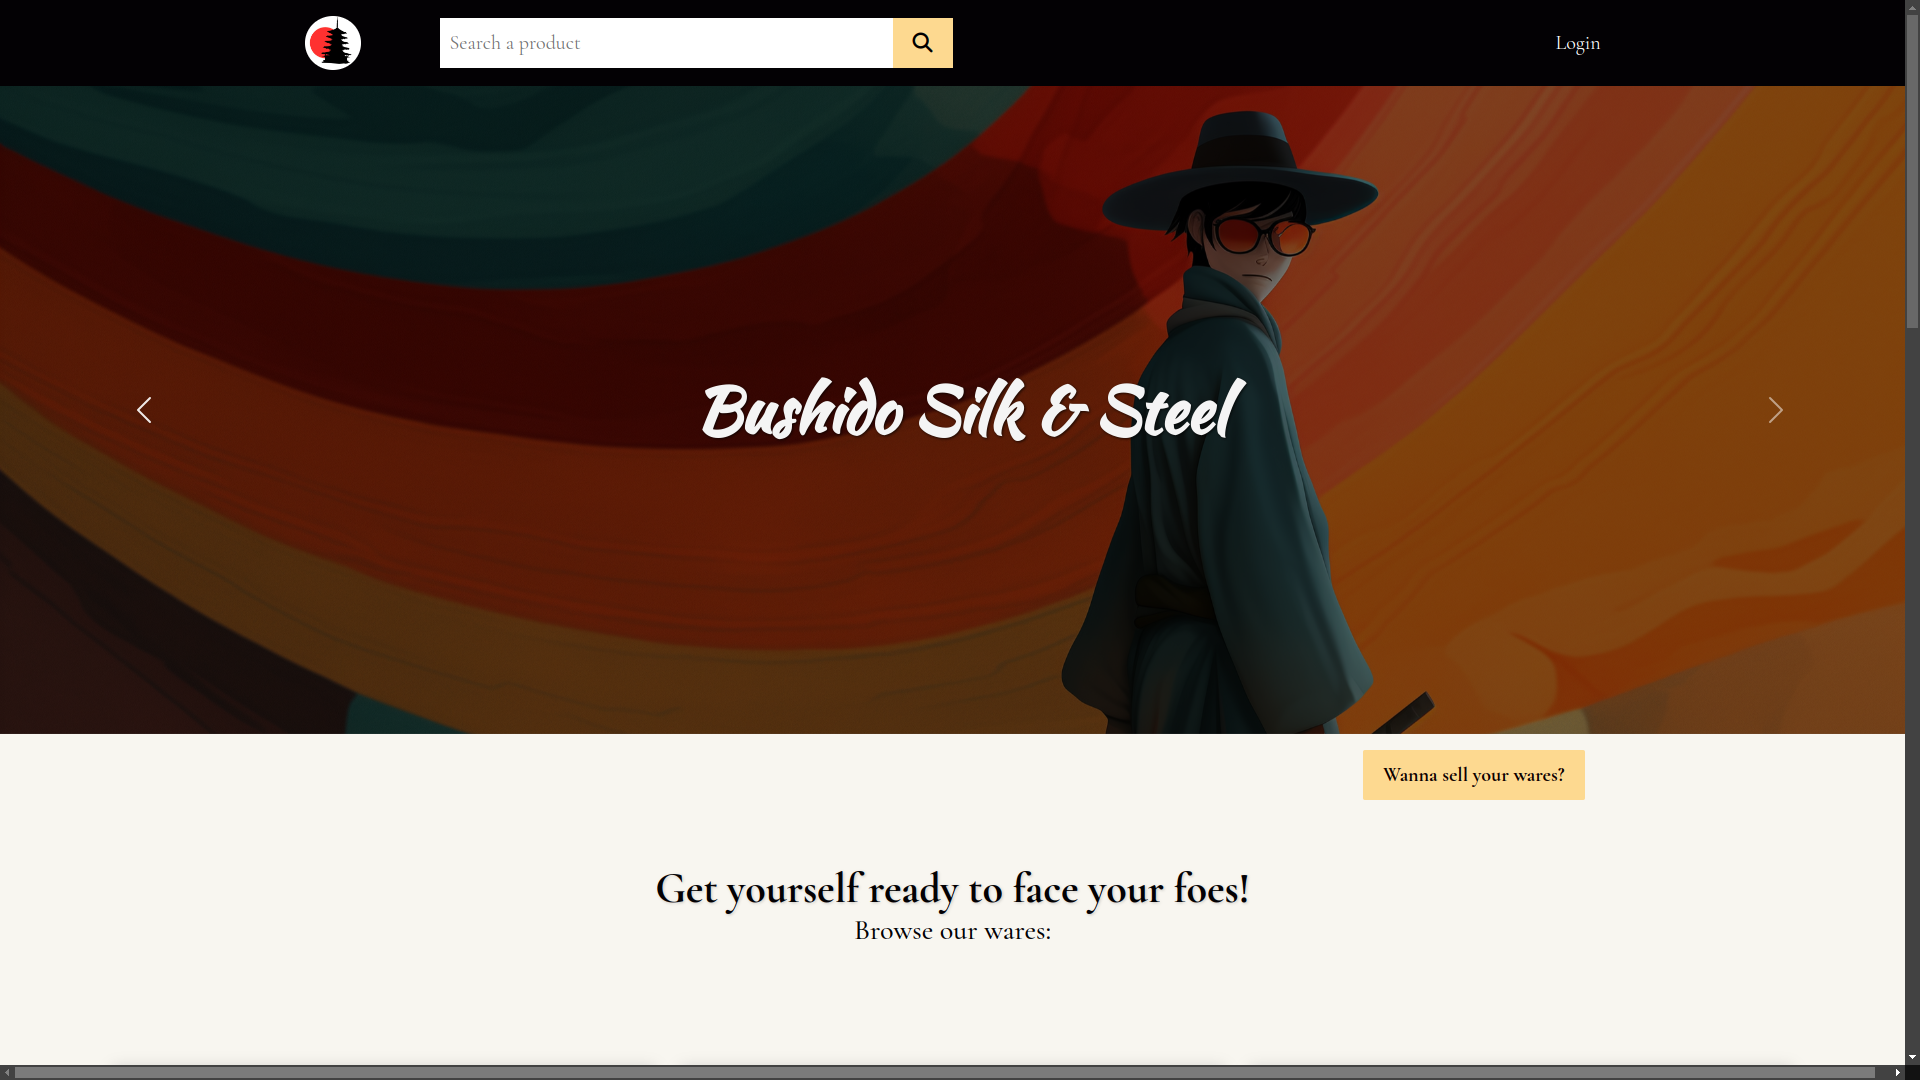 Search a product
Login
Bushido Silk & Steel
Wanna sell your wares?
Get yourself ready to face your foes!
Browse our wares: